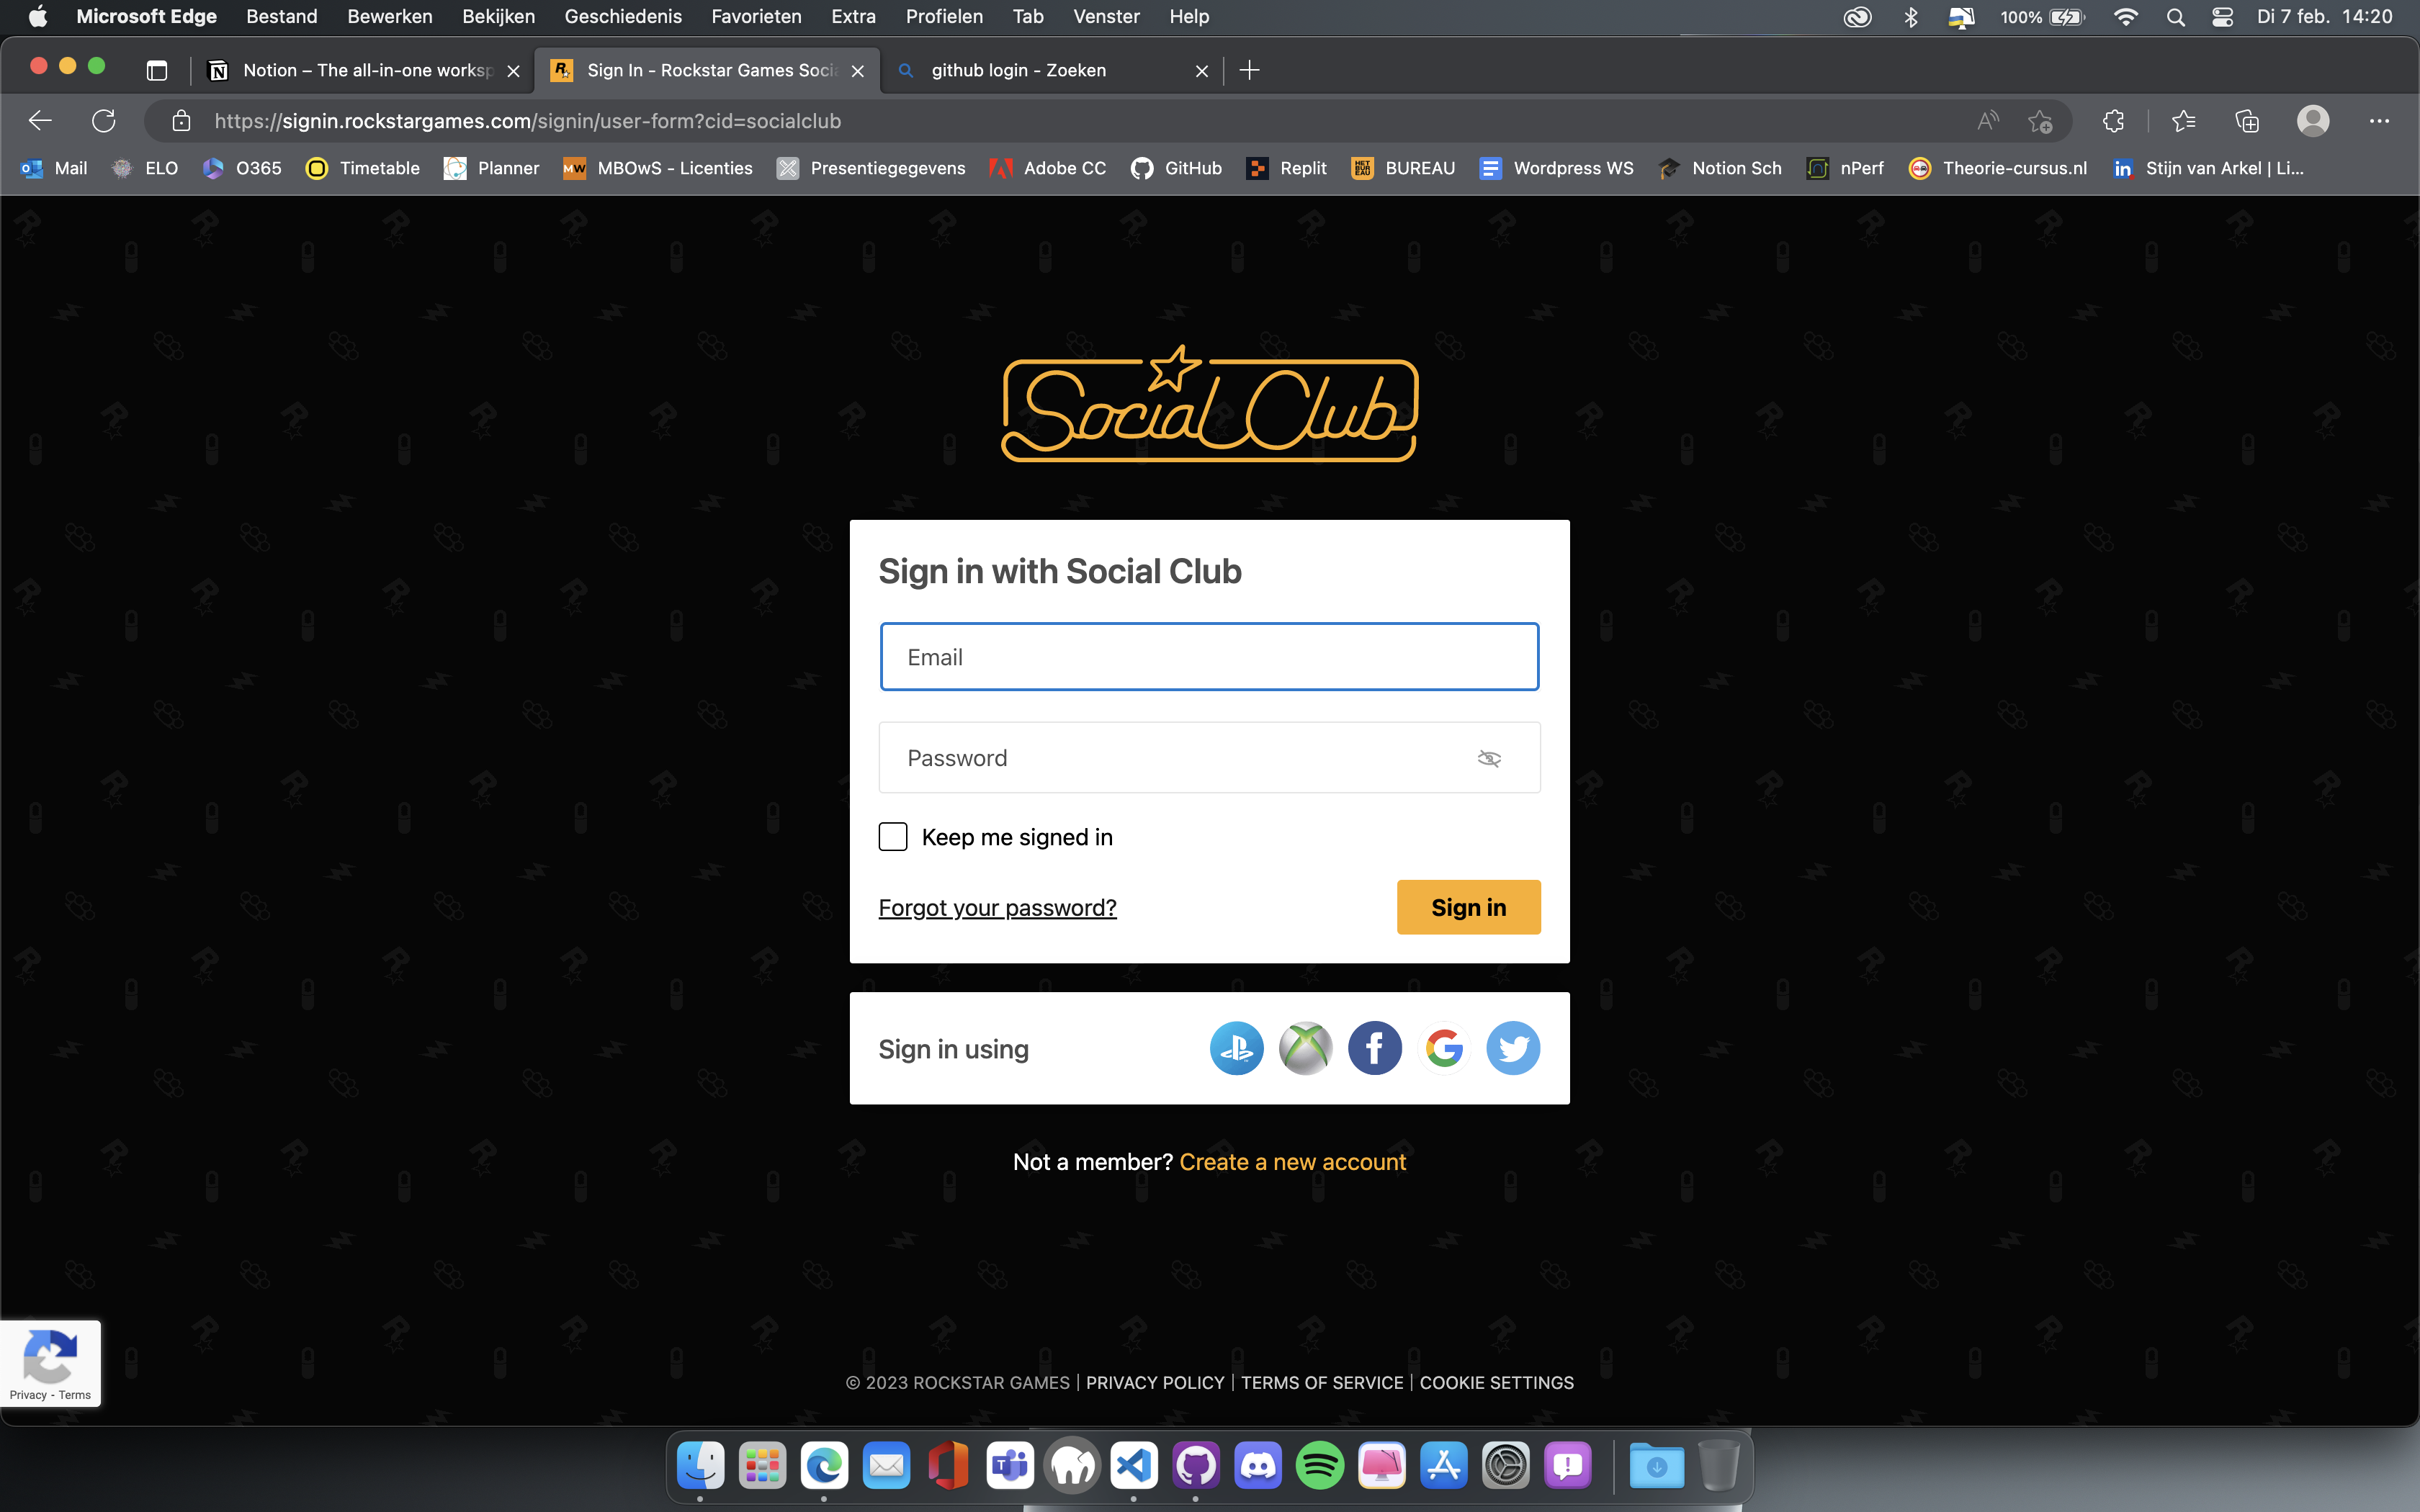 Microsoft Edge Bestand Bewerken Bekijken Geschiedenis Favorieten Extra Profielen Tab Venster Help 100% Di 7 feb. 14:20
Notion – The all-in-one worksp Sign In - Rockstar Games Socia github login - Zoeken
https://signin.rockstargames.com/signin/user-form?cid=socialclub
Mail ELO O365 Timetable Planner MBOwS - Licenties Presentiegegevens Adobe CC GitHub Replit BUREAU Wordpress WS Notion Sch nPerf Theorie-cursus.nl Stijn van Arkel | Li...
Social Club
Sign in with Social Club
Email
Password
Keep me signed in
Forgot your password? Sign in
Sign in using
Not a member? Create a new account
Privacy - Terms
© 2023 ROCKSTAR GAMES | PRIVACY POLICY | TERMS OF SERVICE | COOKIE SETTINGS